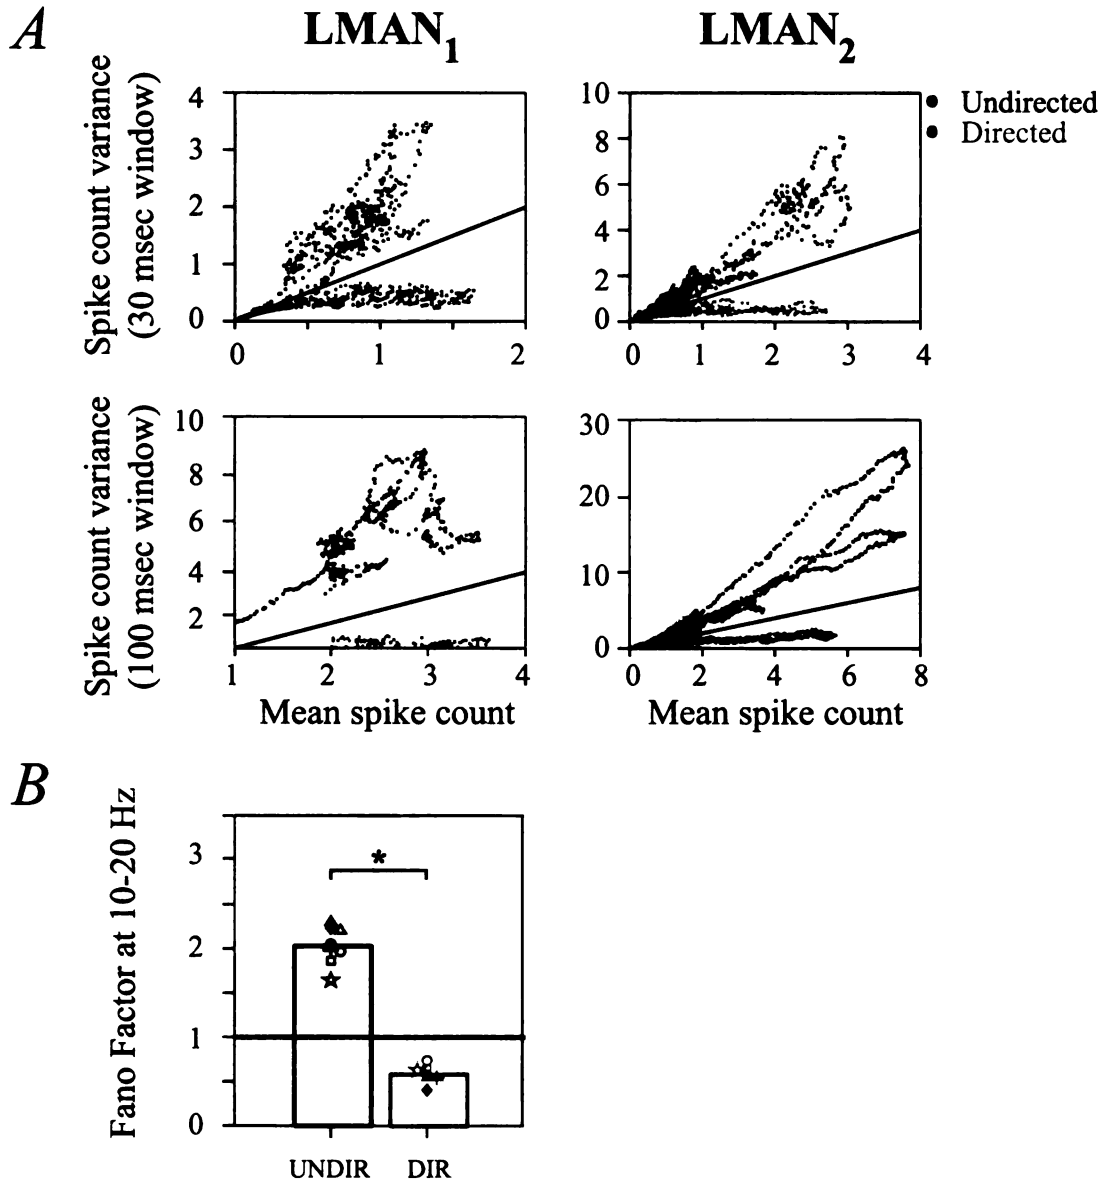 A
LMAN1
LMAN2
Spike count variance
(30 msec window)
4
3
2
1
0
0
1
2
10
8
6
4
2
0
0
1
2
3
4
Undirected
Directed
Spike count variance
(100 msec window)
10
8
6
4
2
1
2
3
4
Mean spike count
30
20
10
0
0
2
4
6
8
Mean spike count
B
Fano Factor at 10-20 Hz
3
2
1
0
*
UNDIR
DIR